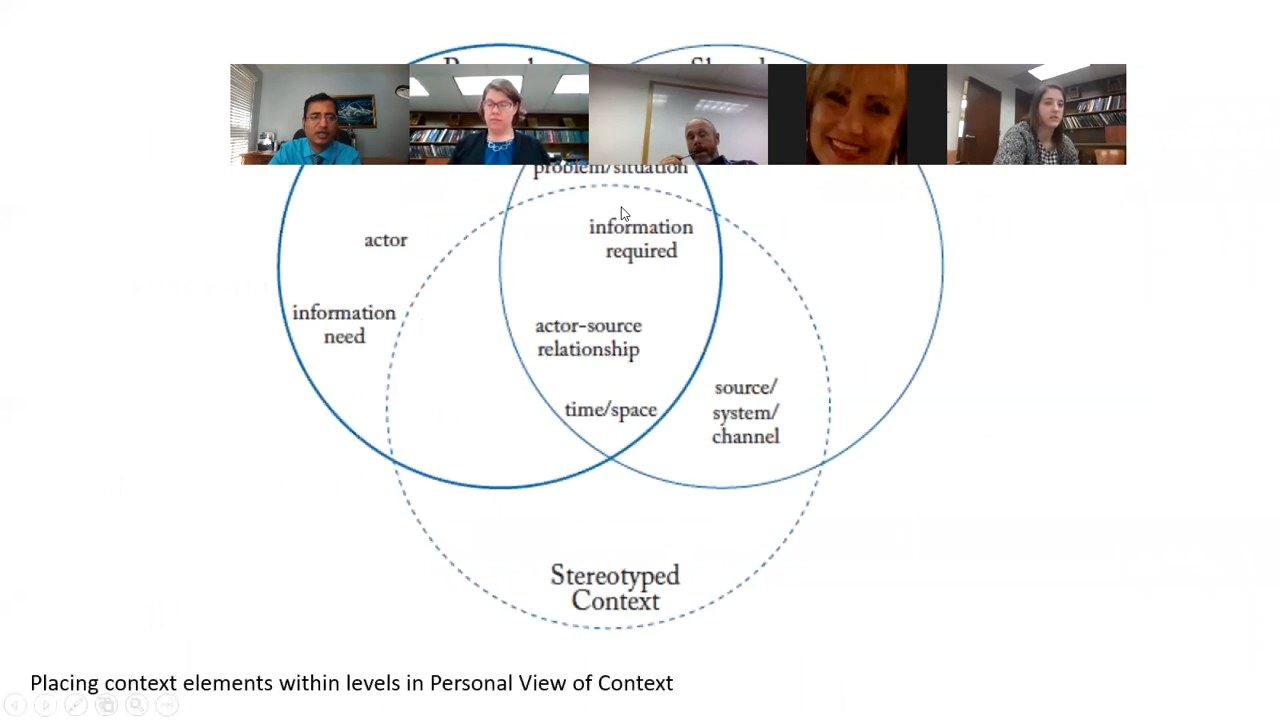 problem/situation
information
required
actor
information
need
actor-source
relationship
time/space
source/
system/
channel
Stereotyped
Context
Placing context elements within levels in Personal View of Context